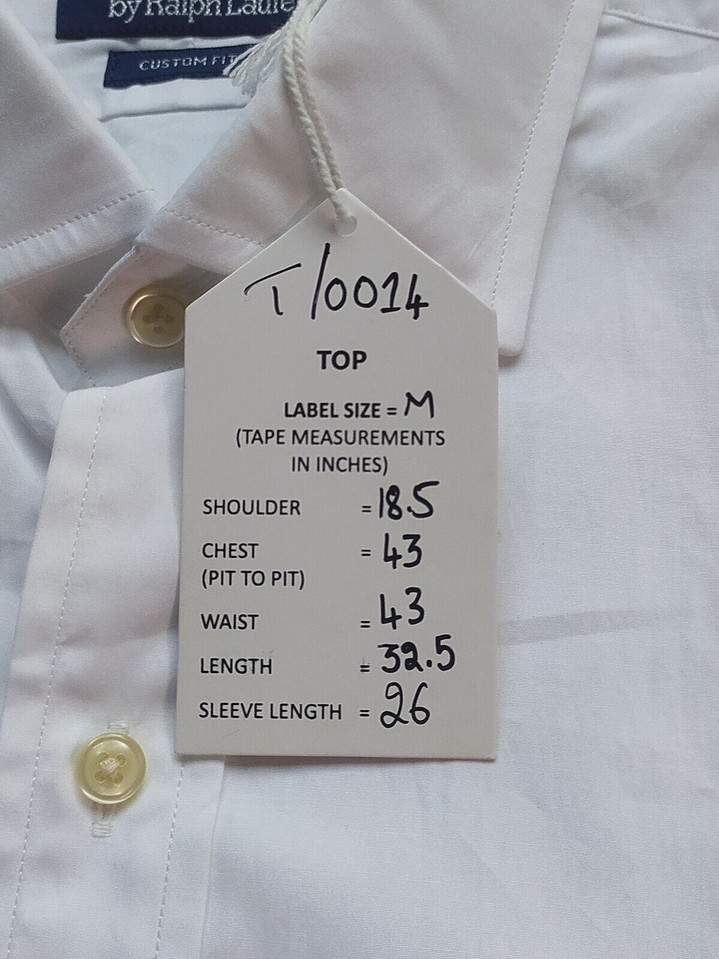 by Ralph Laure
CUSTOM FIT
T/0014
TOP
LABEL SIZE = M
(TAPE MEASUREMENTS
IN INCHES)
SHOULDER = 18.5
CHEST = 43
(PIT TO PIT)
WAIST = 43
LENGTH = 32.5
SLEEVE LENGTH = 26